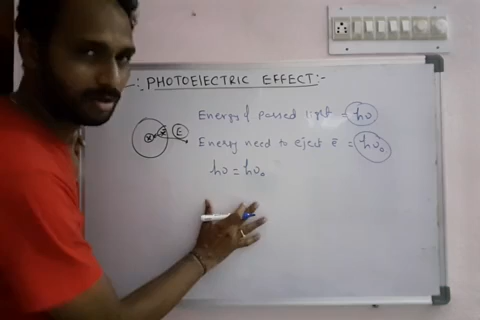 -: PHOTOELECTRIC EFFECT :-
Energy of passed light = hυ
Energy need to eject ē = hυ₀
E
hυ = hυ₀